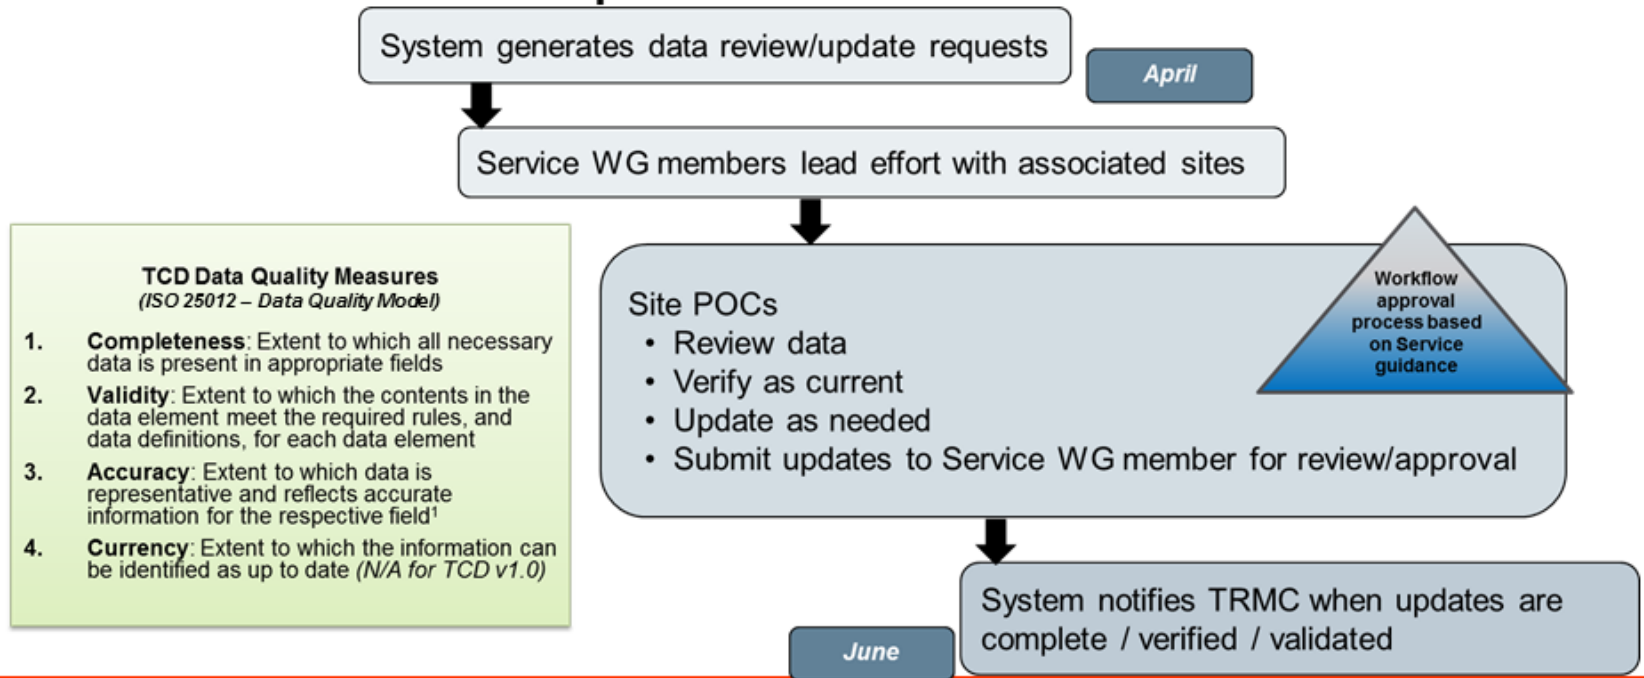 System generates data review/update requests
April
Service WG members lead effort with associated sites
TCD Data Quality Measures
(ISO 25012 – Data Quality Model)
1. Completeness: Extent to which all necessary
data is present in appropriate fields
2. Validity: Extent to which the contents in the
data element meet the required rules, and
data definitions, for each data element
3. Accuracy: Extent to which data is
representative and reflects accurate
information for the respective field¹
4. Currency: Extent to which the information can
be identified as up to date (N/A for TCD v1.0)
Workflow
approval
process based
on Service
guidance
Site POCs
• Review data
• Verify as current
• Update as needed
• Submit updates to Service WG member for review/approval
System notifies TRMC when updates are
complete / verified / validated
June